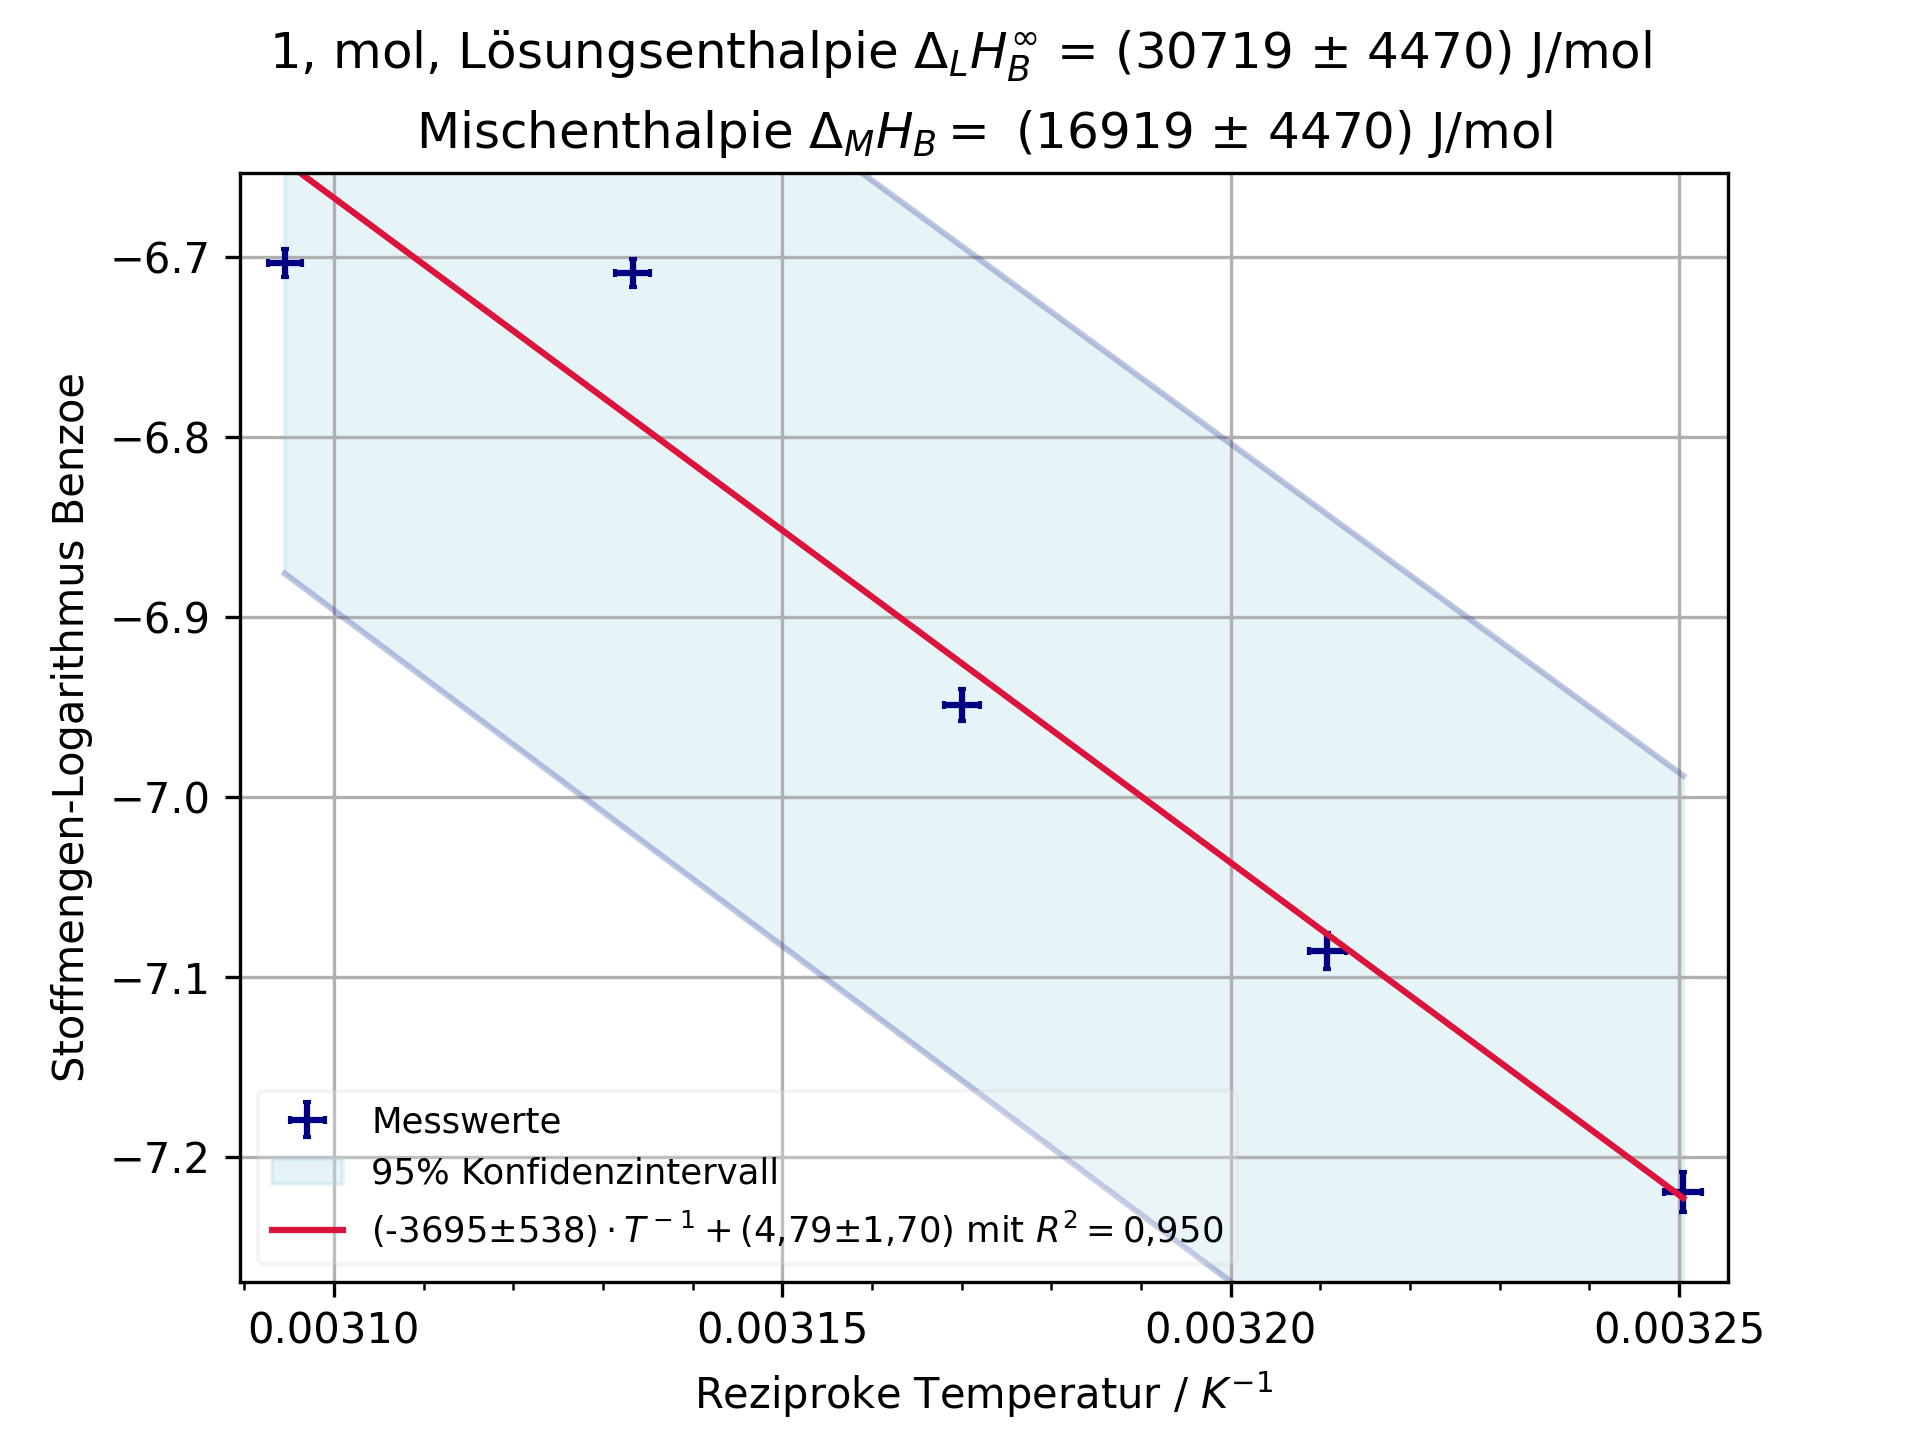 1, mol, Lösungsenthalpie Δ_L H_B^∞ = (30719 ± 4470) J/mol
Mischenthalpie Δ_M H_B = (16919 ± 4470) J/mol
−6.7
−6.8
−6.9
−7.0
−7.1
−7.2
Stoffmengen-Logarithmus Benzoe
Messwerte
95% Konfidenzintervall
(-3695±538) · T^−1 + (4,79±1,70) mit R^2 = 0,950
0.00310 0.00315 0.00320 0.00325
Reziproke Temperatur / K^−1